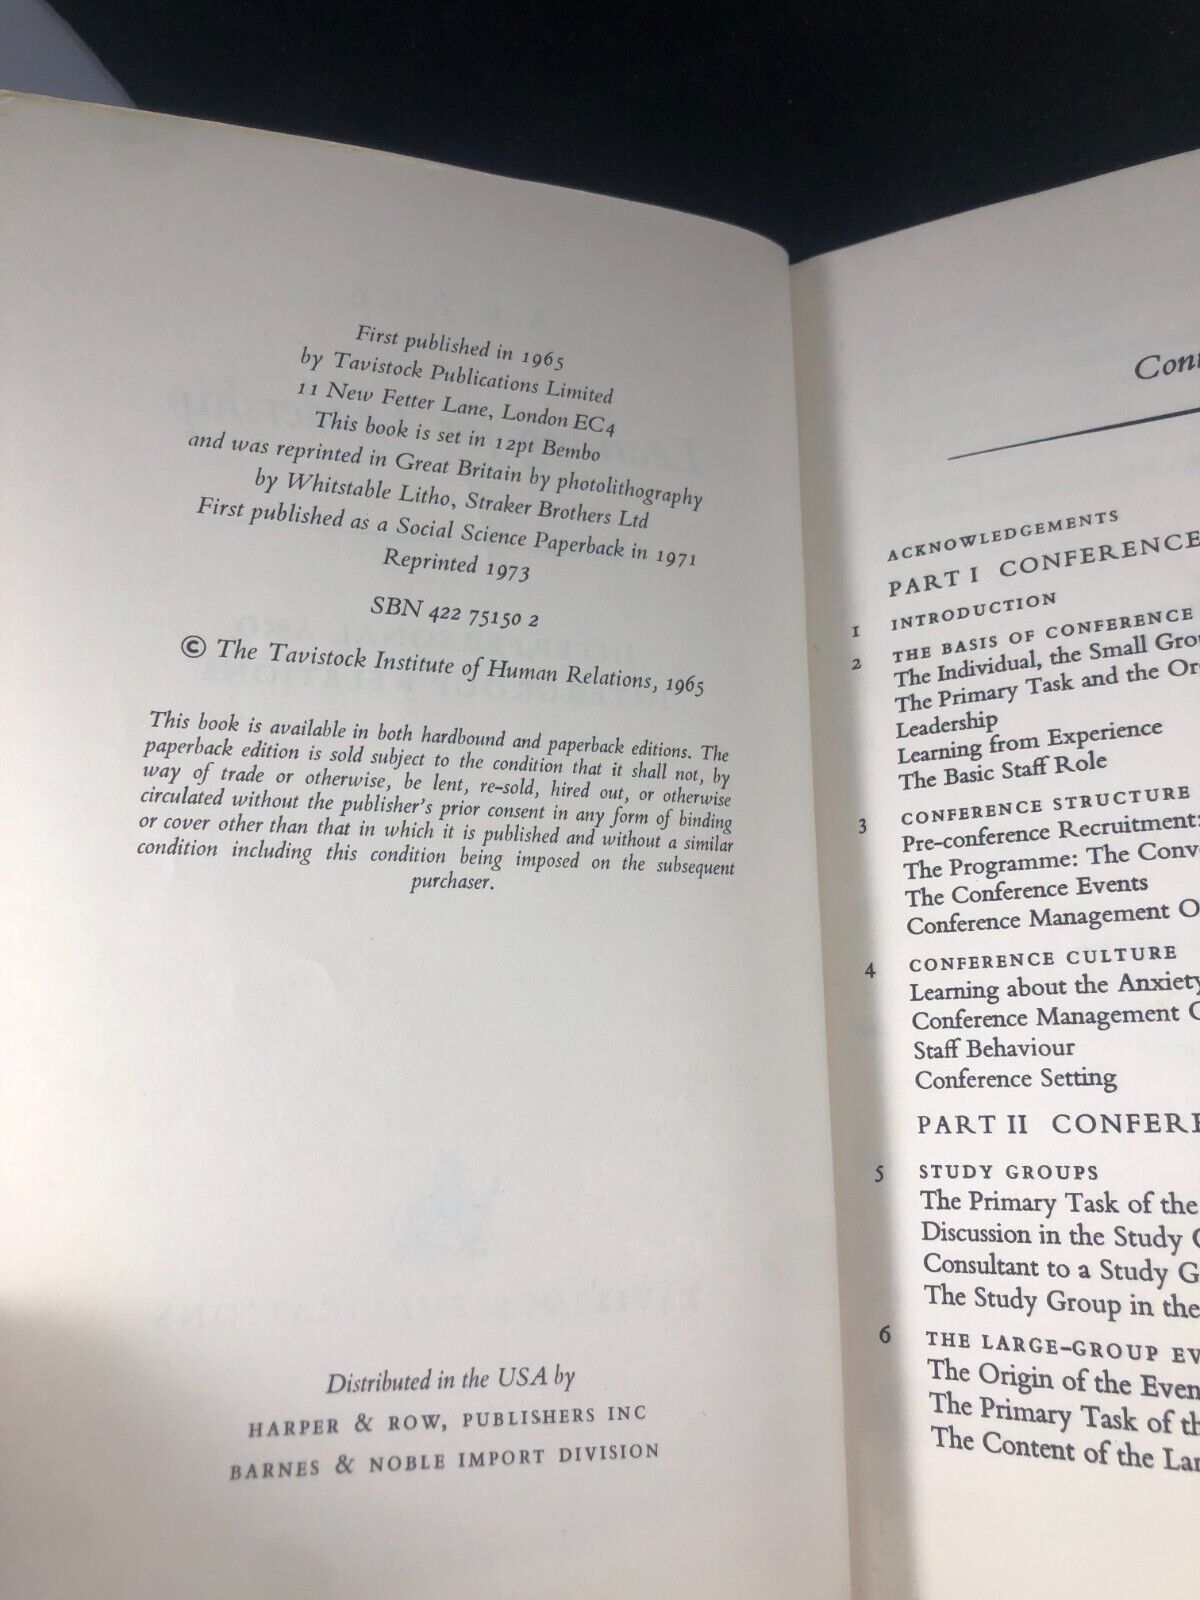 First published in 1965
by Tavistock Publications Limited
11 New Fetter Lane, London EC4
This book is set in 12pt Bembo
and was reprinted in Great Britain by photolithography
by Whitstable Litho, Straker Brothers Ltd
First published as a Social Science Paperback in 1971
Reprinted 1973
SBN 422 75150 2
© The Tavistock Institute of Human Relations, 1965
This book is available in both hardbound and paperback editions. The
paperback edition is sold subject to the condition that it shall not, by
way of trade or otherwise, be lent, re-sold, hired out, or otherwise
circulated without the publisher's prior consent in any form of binding
or cover other than that in which it is published and without a similar
condition including this condition being imposed on the subsequent
purchaser.
Distributed in the USA by
HARPER & ROW, PUBLISHERS INC
BARNES & NOBLE IMPORT DIVISION
Cont
ACKNOWLEDGEMENTS
PART I CONFERENCE
1 INTRODUCTION
2 THE BASIS OF CONFERENCE
The Individual, the Small Grou
The Primary Task and the Or
Leadership
Learning from Experience
The Basic Staff Role
3 CONFERENCE STRUCTURE
Pre-conference Recruitment:
The Programme: The Conv
The Conference Events
Conference Management O
4 CONFERENCE CULTURE
Learning about the Anxiety
Conference Management
Staff Behaviour
Conference Setting
PART II CONFERE
5 STUDY GROUPS
The Primary Task of the
Discussion in the Study
Consultant to a Study G
The Study Group in the
6 THE LARGE-GROUP EV
The Origin of the Even
The Primary Task of th
The Content of the Lar